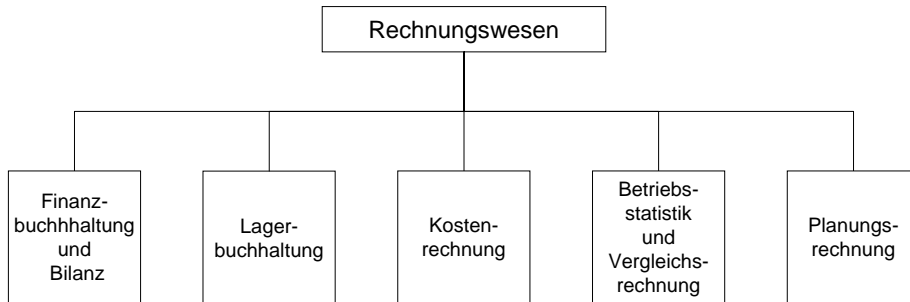 Rechnungswesen
Finanz-
buchhhaltung
und
Bilanz
Lager-
buchhaltung
Kosten-
rechnung
Betriebs-
statistik
und
Vergleichs-
rechnung
Planungs-
rechnung